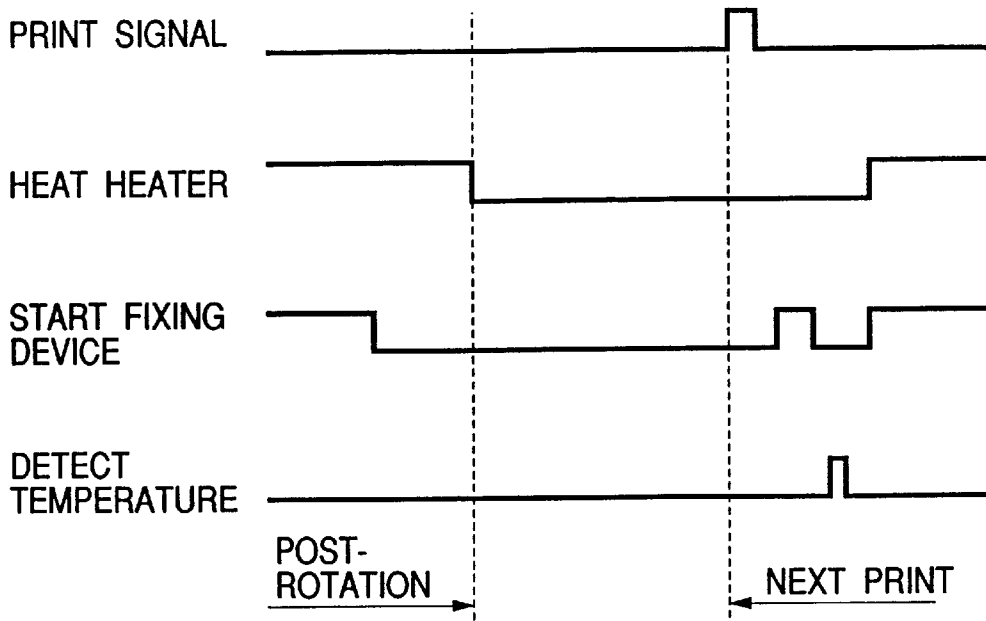 PRINT SIGNAL
HEAT HEATER
START FIXING
DEVICE
DETECT
TEMPERATURE
POST-
ROTATION
NEXT PRINT